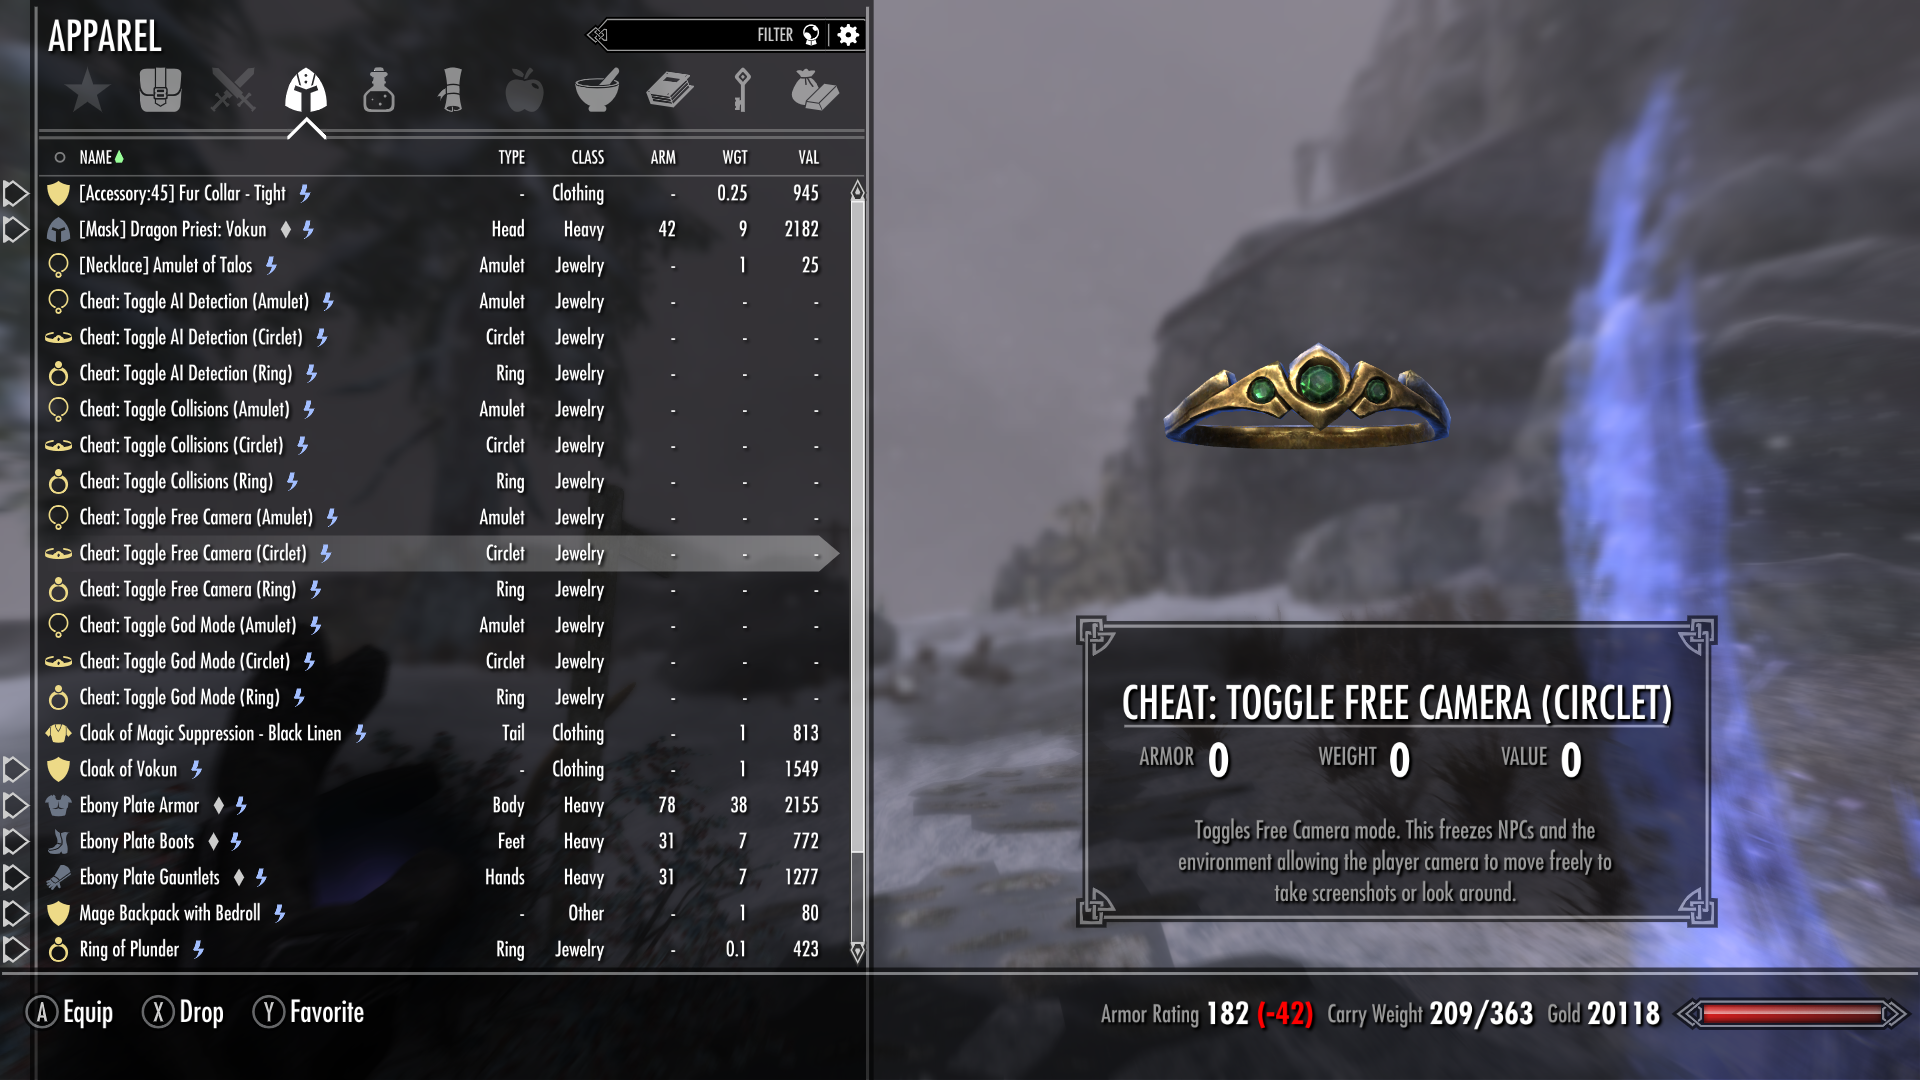 APPAREL
FILTER
NAME TYPE CLASS ARM WGT VAL
[Accessory:45] Fur Collar - Tight - Clothing - 0.25 945
[Mask] Dragon Priest: Vokun Head Heavy 42 9 2182
[Necklace] Amulet of Talos Amulet Jewelry - 1 25
Cheat: Toggle AI Detection (Amulet) Amulet Jewelry - - -
Cheat: Toggle AI Detection (Circlet) Circlet Jewelry - - -
Cheat: Toggle AI Detection (Ring) Ring Jewelry - - -
Cheat: Toggle Collisions (Amulet) Amulet Jewelry - - -
Cheat: Toggle Collisions (Circlet) Circlet Jewelry - - -
Cheat: Toggle Collisions (Ring) Ring Jewelry - - -
Cheat: Toggle Free Camera (Amulet) Amulet Jewelry - - -
Cheat: Toggle Free Camera (Circlet) Circlet Jewelry - - -
Cheat: Toggle Free Camera (Ring) Ring Jewelry - - -
Cheat: Toggle God Mode (Amulet) Amulet Jewelry - - -
Cheat: Toggle God Mode (Circlet) Circlet Jewelry - - -
Cheat: Toggle God Mode (Ring) Ring Jewelry - - -
Cloak of Magic Suppression - Black Linen Tail Clothing - 1 813
Cloak of Vokun - Clothing - 1 1549
Ebony Plate Armor Body Heavy 78 38 2155
Ebony Plate Boots Feet Heavy 31 7 772
Ebony Plate Gauntlets Hands Heavy 31 7 1277
Mage Backpack with Bedroll - Other - 1 80
Ring of Plunder Ring Jewelry - 0.1 423
CHEAT: TOGGLE FREE CAMERA (CIRCLET)
ARMOR 0 WEIGHT 0 VALUE 0
Toggles Free Camera mode. This freezes NPCs and the
environment allowing the player camera to move freely to
take screenshots or look around.
A Equip X Drop Y Favorite
Armor Rating 182 (-42) Carry Weight 209/363 Gold 20118